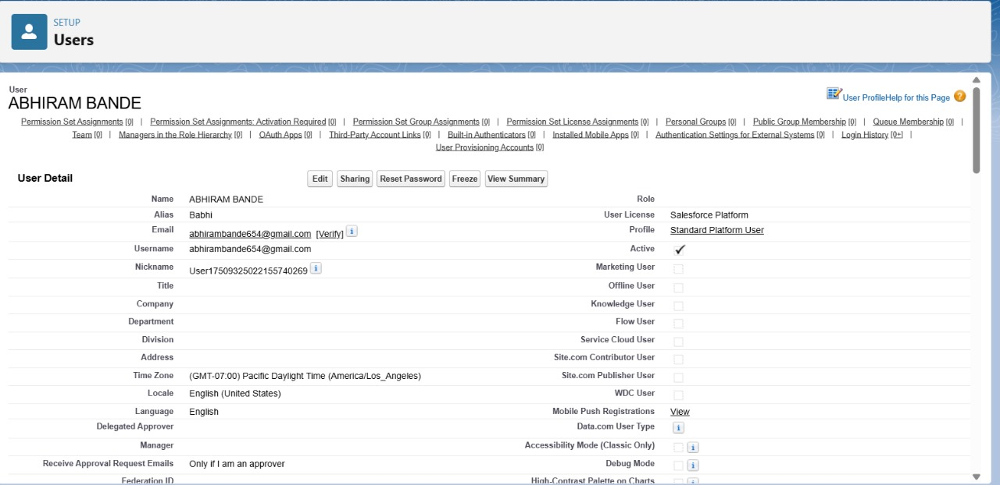 SETUP
Users
User
ABHIRAM BANDE
User Profile Help for this Page ?
Permission Set Assignments [0] | Permission Set Assignments: Activation Required [0] | Permission Set Group Assignments [0] | Permission Set License Assignments [0] | Personal Groups [0] | Public Group Membership [0] | Queue Membership [0] |
Team [0] | Managers in the Role Hierarchy [0] | OAuth Apps [0] | Third-Party Account Links [0] | Built-in Authenticators [0] | Installed Mobile Apps [0] | Authentication Settings for External Systems [0] | Login History [0+] |
User Provisioning Accounts [0]
User Detail Edit Sharing Reset Password Freeze View Summary
Name ABHIRAM BANDE Role
Alias Babhi User License Salesforce Platform
Email abhirambande654@gmail.com [Verify] i Profile Standard Platform User
Username abhirambande654@gmail.com Active ✓
Nickname User17509325022155740269 i Marketing User
Title Offline User
Company Knowledge User
Department Flow User
Division Service Cloud User
Address Site.com Contributor User
Time Zone (GMT-07:00) Pacific Daylight Time (America/Los_Angeles) Site.com Publisher User
Locale English (United States) WDC User
Language English Mobile Push Registrations View
Delegated Approver Data.com User Type i
Manager Accessibility Mode (Classic Only) i
Receive Approval Request Emails Only if I am an approver Debug Mode i
Federation ID High-Contrast Palette on Charts i